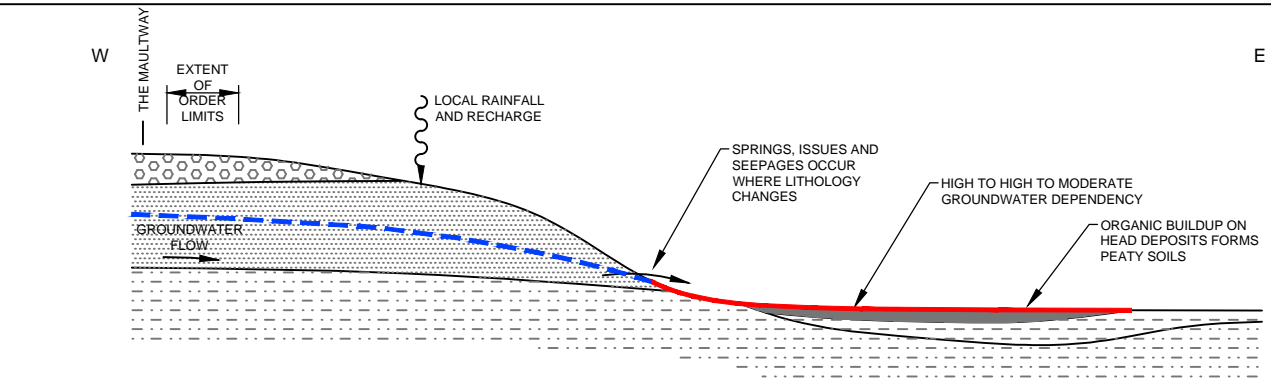 W
THE MAULTWAY
EXTENT
OF
ORDER
LIMITS
LOCAL RAINFALL
AND RECHARGE
E
SPRINGS, ISSUES AND
SEEPAGES OCCUR
WHERE LITHOLOGY
CHANGES
HIGH TO HIGH TO MODERATE
GROUNDWATER DEPENDENCY
ORGANIC BUILDUP ON
HEAD DEPOSITS FORMS
PEATY SOILS
GROUNDWATER
FLOW